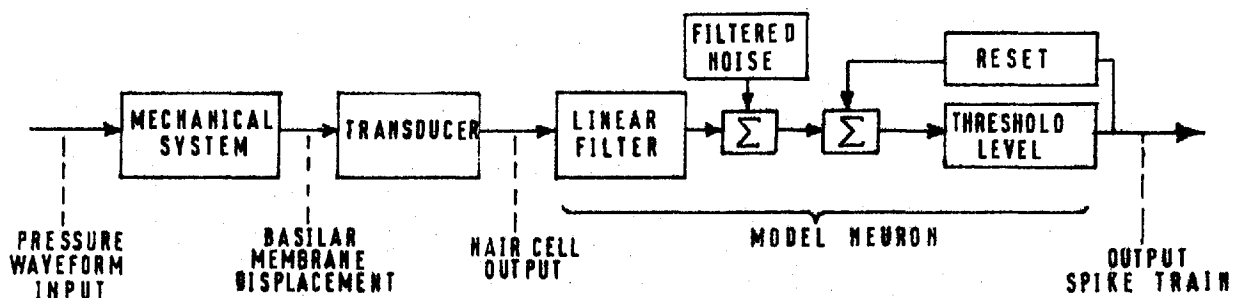 FILTERED
NOISE
RESET
MECHANICAL
SYSTEM
TRANSDUCER
LINEAR
FILTER
Σ
Σ
THRESHOLD
LEVEL
PRESSURE
WAVEFORM
INPUT
BASILAR
MEMBRANE
DISPLACEMENT
HAIR CELL
OUTPUT
MODEL NEURON
OUTPUT
SPIKE TRAIN